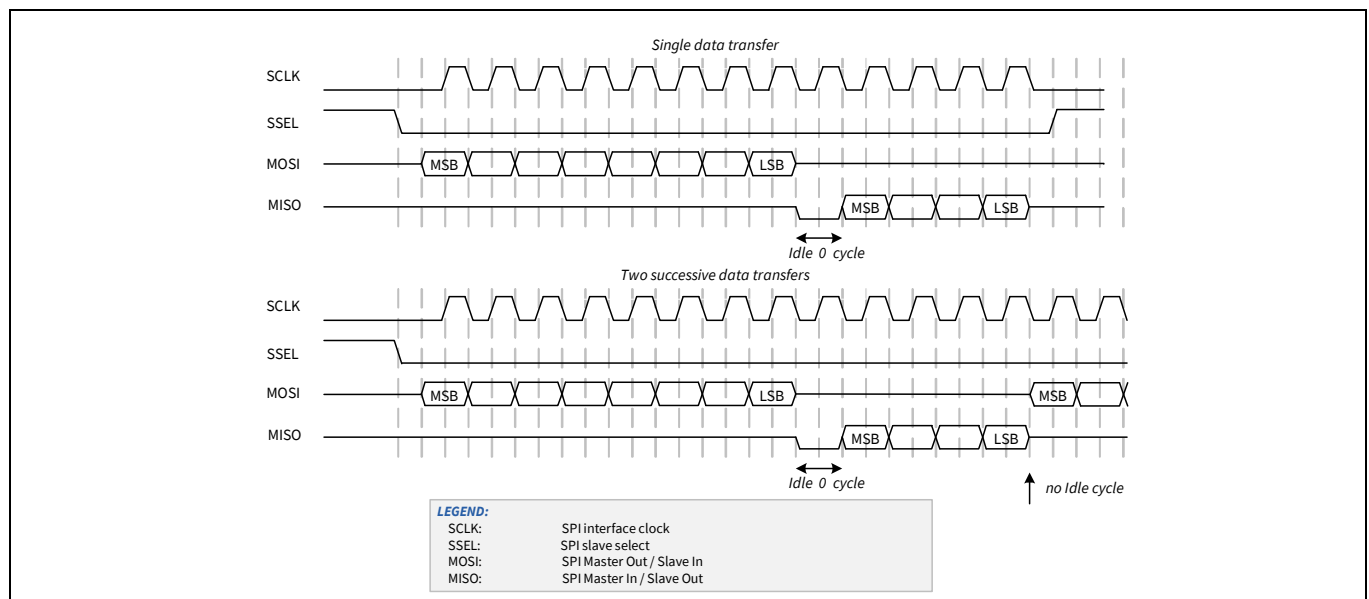 Single data transfer
SCLK
SSEL
MOSI MSB LSB
MISO MSB LSB
Idle 0 cycle
Two successive data transfers
SCLK
SSEL
MOSI MSB LSB MSB
MISO MSB LSB
Idle 0 cycle no Idle cycle
LEGEND:
SCLK: SPI interface clock
SSEL: SPI slave select
MOSI: SPI Master Out / Slave In
MISO: SPI Master In / Slave Out